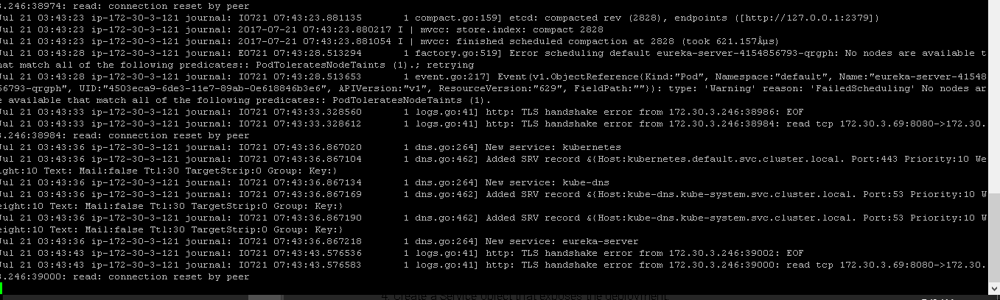 3.246:38974: read: connection reset by peer
Jul 21 03:43:23 ip-172-30-3-121 journal: I0721 07:43:23.881135 1 compact.go:159] etcd: compacted rev (2828), endpoints ([http://127.0.0.1:2379])
Jul 21 03:43:23 ip-172-30-3-121 journal: 2017-07-21 07:43:23.880217 I | mvcc: store.index: compact 2828
Jul 21 03:43:23 ip-172-30-3-121 journal: 2017-07-21 07:43:23.881054 I | mvcc: finished scheduled compaction at 2828 (took 621.157Âµs)
Jul 21 03:43:28 ip-172-30-3-121 journal: E0721 07:43:28.513294 1 factory.go:519] Error scheduling default eureka-server-4154856793-qrgph: No nodes are available t
hat match all of the following predicates:: PodToleratesNodeTaints (1).; retrying
Jul 21 03:43:28 ip-172-30-3-121 journal: I0721 07:43:28.513653 1 event.go:217] Event(v1.ObjectReference{Kind:"Pod", Namespace:"default", Name:"eureka-server-41548
56793-qrgph", UID:"4503eca9-6de3-11e7-89ab-0e618846b3e6", APIVersion:"v1", ResourceVersion:"629", FieldPath:""}): type: 'Warning' reason: 'FailedScheduling' No nodes ar
e available that match all of the following predicates:: PodToleratesNodeTaints (1).
Jul 21 03:43:33 ip-172-30-3-121 journal: I0721 07:43:33.328560 1 logs.go:41] http: TLS handshake error from 172.30.3.246:38986: EOF
Jul 21 03:43:33 ip-172-30-3-121 journal: I0721 07:43:33.328612 1 logs.go:41] http: TLS handshake error from 172.30.3.246:38984: read tcp 172.30.3.69:8080->172.30.
3.246:38984: read: connection reset by peer
Jul 21 03:43:36 ip-172-30-3-121 journal: I0721 07:43:36.867020 1 dns.go:264] New service: kubernetes
Jul 21 03:43:36 ip-172-30-3-121 journal: I0721 07:43:36.867104 1 dns.go:462] Added SRV record &{Host:kubernetes.default.svc.cluster.local. Port:443 Priority:10 We
ight:10 Text: Mail:false Ttl:30 TargetStrip:0 Group: Key:}
Jul 21 03:43:36 ip-172-30-3-121 journal: I0721 07:43:36.867134 1 dns.go:264] New service: kube-dns
Jul 21 03:43:36 ip-172-30-3-121 journal: I0721 07:43:36.867169 1 dns.go:462] Added SRV record &{Host:kube-dns.kube-system.svc.cluster.local. Port:53 Priority:10 W
eight:10 Text: Mail:false Ttl:30 TargetStrip:0 Group: Key:}
Jul 21 03:43:36 ip-172-30-3-121 journal: I0721 07:43:36.867190 1 dns.go:462] Added SRV record &{Host:kube-dns.kube-system.svc.cluster.local. Port:53 Priority:10 W
eight:10 Text: Mail:false Ttl:30 TargetStrip:0 Group: Key:}
Jul 21 03:43:36 ip-172-30-3-121 journal: I0721 07:43:36.867218 1 dns.go:264] New service: eureka-server
Jul 21 03:43:43 ip-172-30-3-121 journal: I0721 07:43:43.576536 1 logs.go:41] http: TLS handshake error from 172.30.3.246:39002: EOF
Jul 21 03:43:43 ip-172-30-3-121 journal: I0721 07:43:43.576583 1 logs.go:41] http: TLS handshake error from 172.30.3.246:39000: read tcp 172.30.3.69:8080->172.30.
3.246:39000: read: connection reset by peer
4. Create a Service object that exposes the deployment